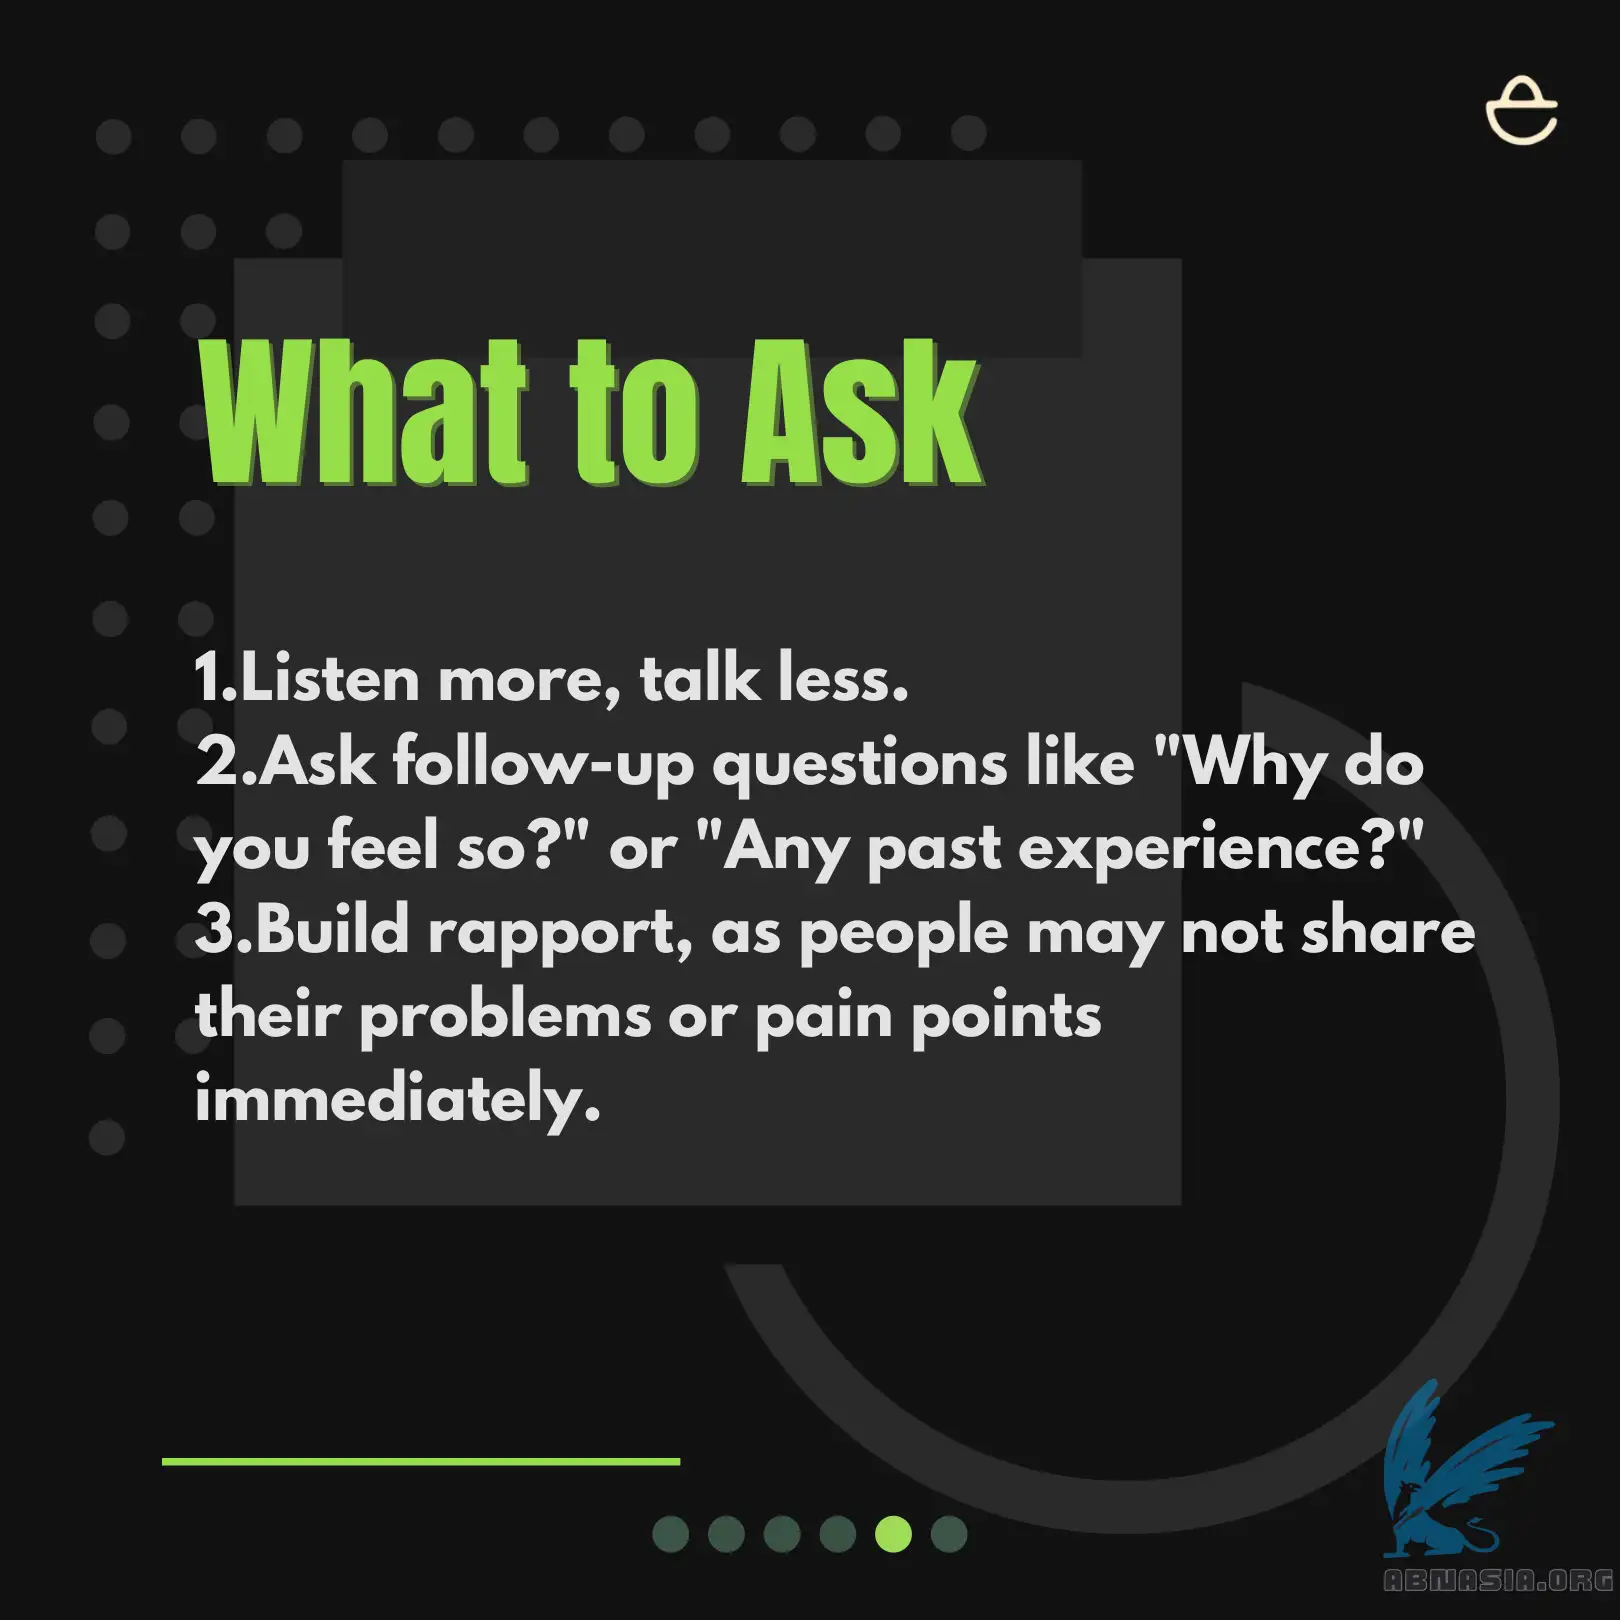 What to Ask
1.Listen more, talk less.
2.Ask follow-up questions like "Why do
you feel so?" or "Any past experience?"
3.Build rapport, as people may not share
their problems or pain points
immediately.
ABNASIA.ORG